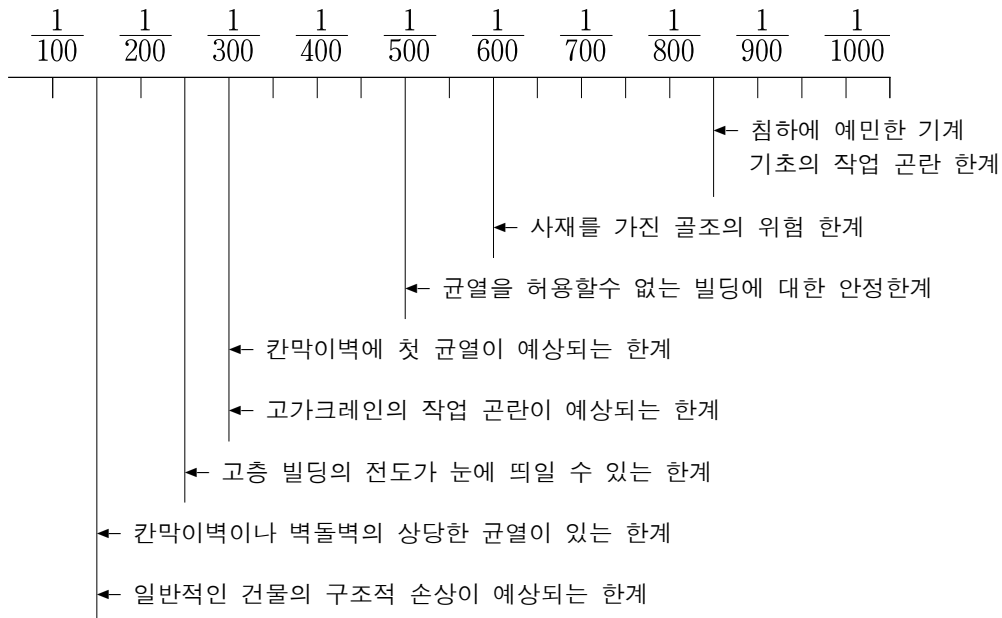 1/100 1/200 1/300 1/400 1/500 1/600 1/700 1/800 1/900 1/1000
침하에 예민한 기계
기초의 작업 곤란 한계
사재를 가진 골조의 위험 한계
균열을 허용할수 없는 빌딩에 대한 안정한계
칸막이벽에 첫 균열이 예상되는 한계
고가크레인의 작업 곤란이 예상되는 한계
고층 빌딩의 전도가 눈에 띄일 수 있는 한계
칸막이벽이나 벽돌벽의 상당한 균열이 있는 한계
일반적인 건물의 구조적 손상이 예상되는 한계